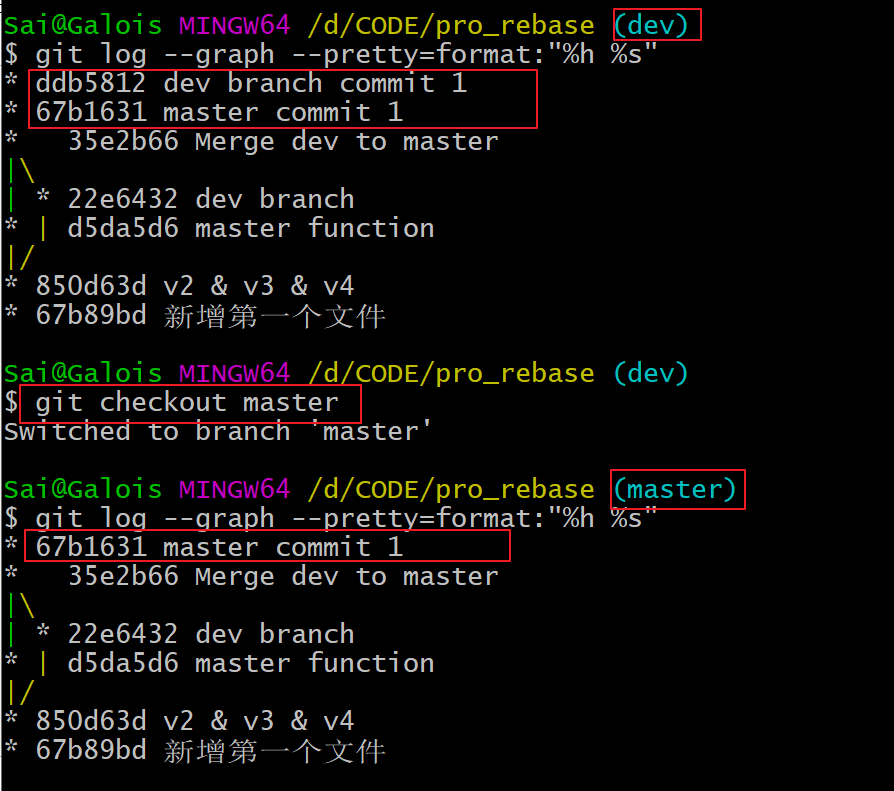 Sai@Galois MINGW64 /d/CODE/pro_rebase (dev)
$ git log --graph --pretty=format:"%h %s"
* ddb5812 dev branch commit 1
* 67b1631 master commit 1
*   35e2b66 Merge dev to master
|\
| * 22e6432 dev branch
* | d5da5d6 master function
|/
* 850d63d v2 & v3 & v4
* 67b89bd 新增第一个文件
Sai@Galois MINGW64 /d/CODE/pro_rebase (dev)
$ git checkout master
Switched to branch 'master'
Sai@Galois MINGW64 /d/CODE/pro_rebase (master)
$ git log --graph --pretty=format:"%h %s"
* 67b1631 master commit 1
*   35e2b66 Merge dev to master
|\
| * 22e6432 dev branch
* | d5da5d6 master function
|/
* 850d63d v2 & v3 & v4
* 67b89bd 新增第一个文件